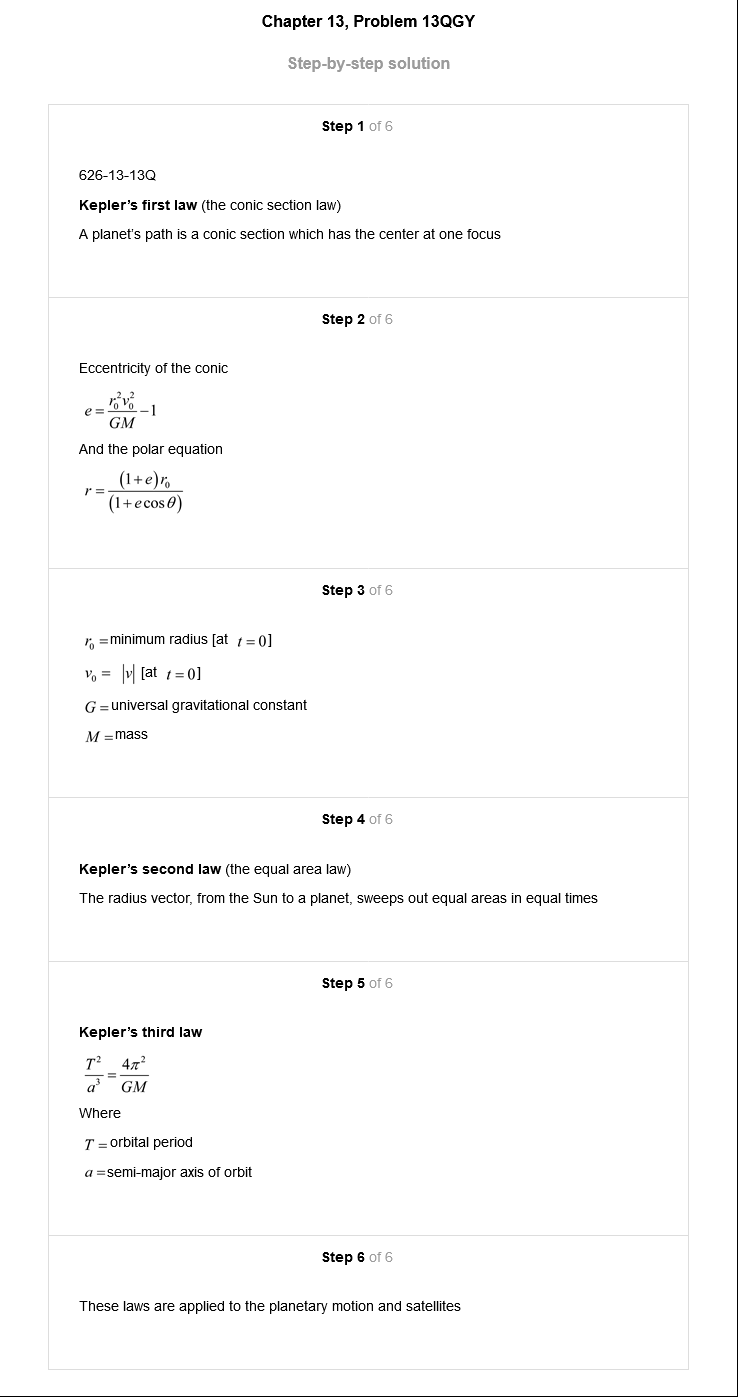 Chapter 13, Problem 13QGY
Step-by-step solution
Step 1 of 6
626-13-13Q
Kepler's first law (the conic section law)
A planet's path is a conic section which has the center at one focus
Step 2 of 6
Eccentricity of the conic
e = \frac{r_0^2 v_0^2}{GM} - 1
And the polar equation
r = \frac{(1+e)r_0}{(1+e\cos\theta)}
Step 3 of 6
r_0 = minimum radius [at t = 0]
v_0 = |v| [at t = 0]
G = universal gravitational constant
M = mass
Step 4 of 6
Kepler's second law (the equal area law)
The radius vector, from the Sun to a planet, sweeps out equal areas in equal times
Step 5 of 6
Kepler's third law
\frac{T^2}{a^3} = \frac{4\pi^2}{GM}
Where
T = orbital period
a = semi-major axis of orbit
Step 6 of 6
These laws are applied to the planetary motion and satellites